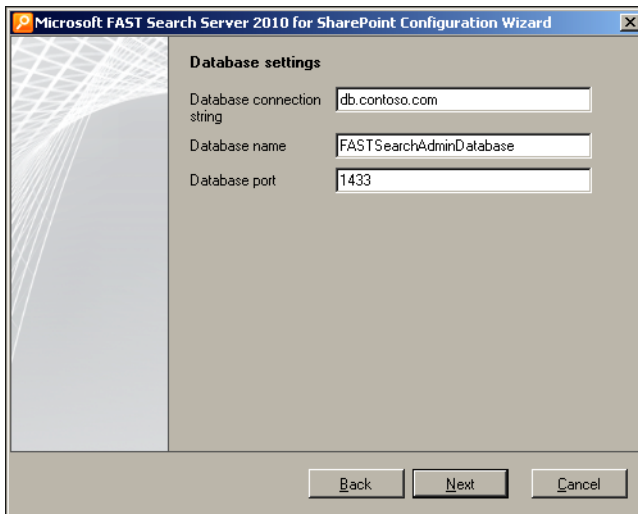 Microsoft FAST Search Server 2010 for SharePoint Configuration Wizard
Database settings
Database connection string
db.contoso.com
Database name
FASTSearchAdminDatabase
Database port
1433
Back
Next
Cancel